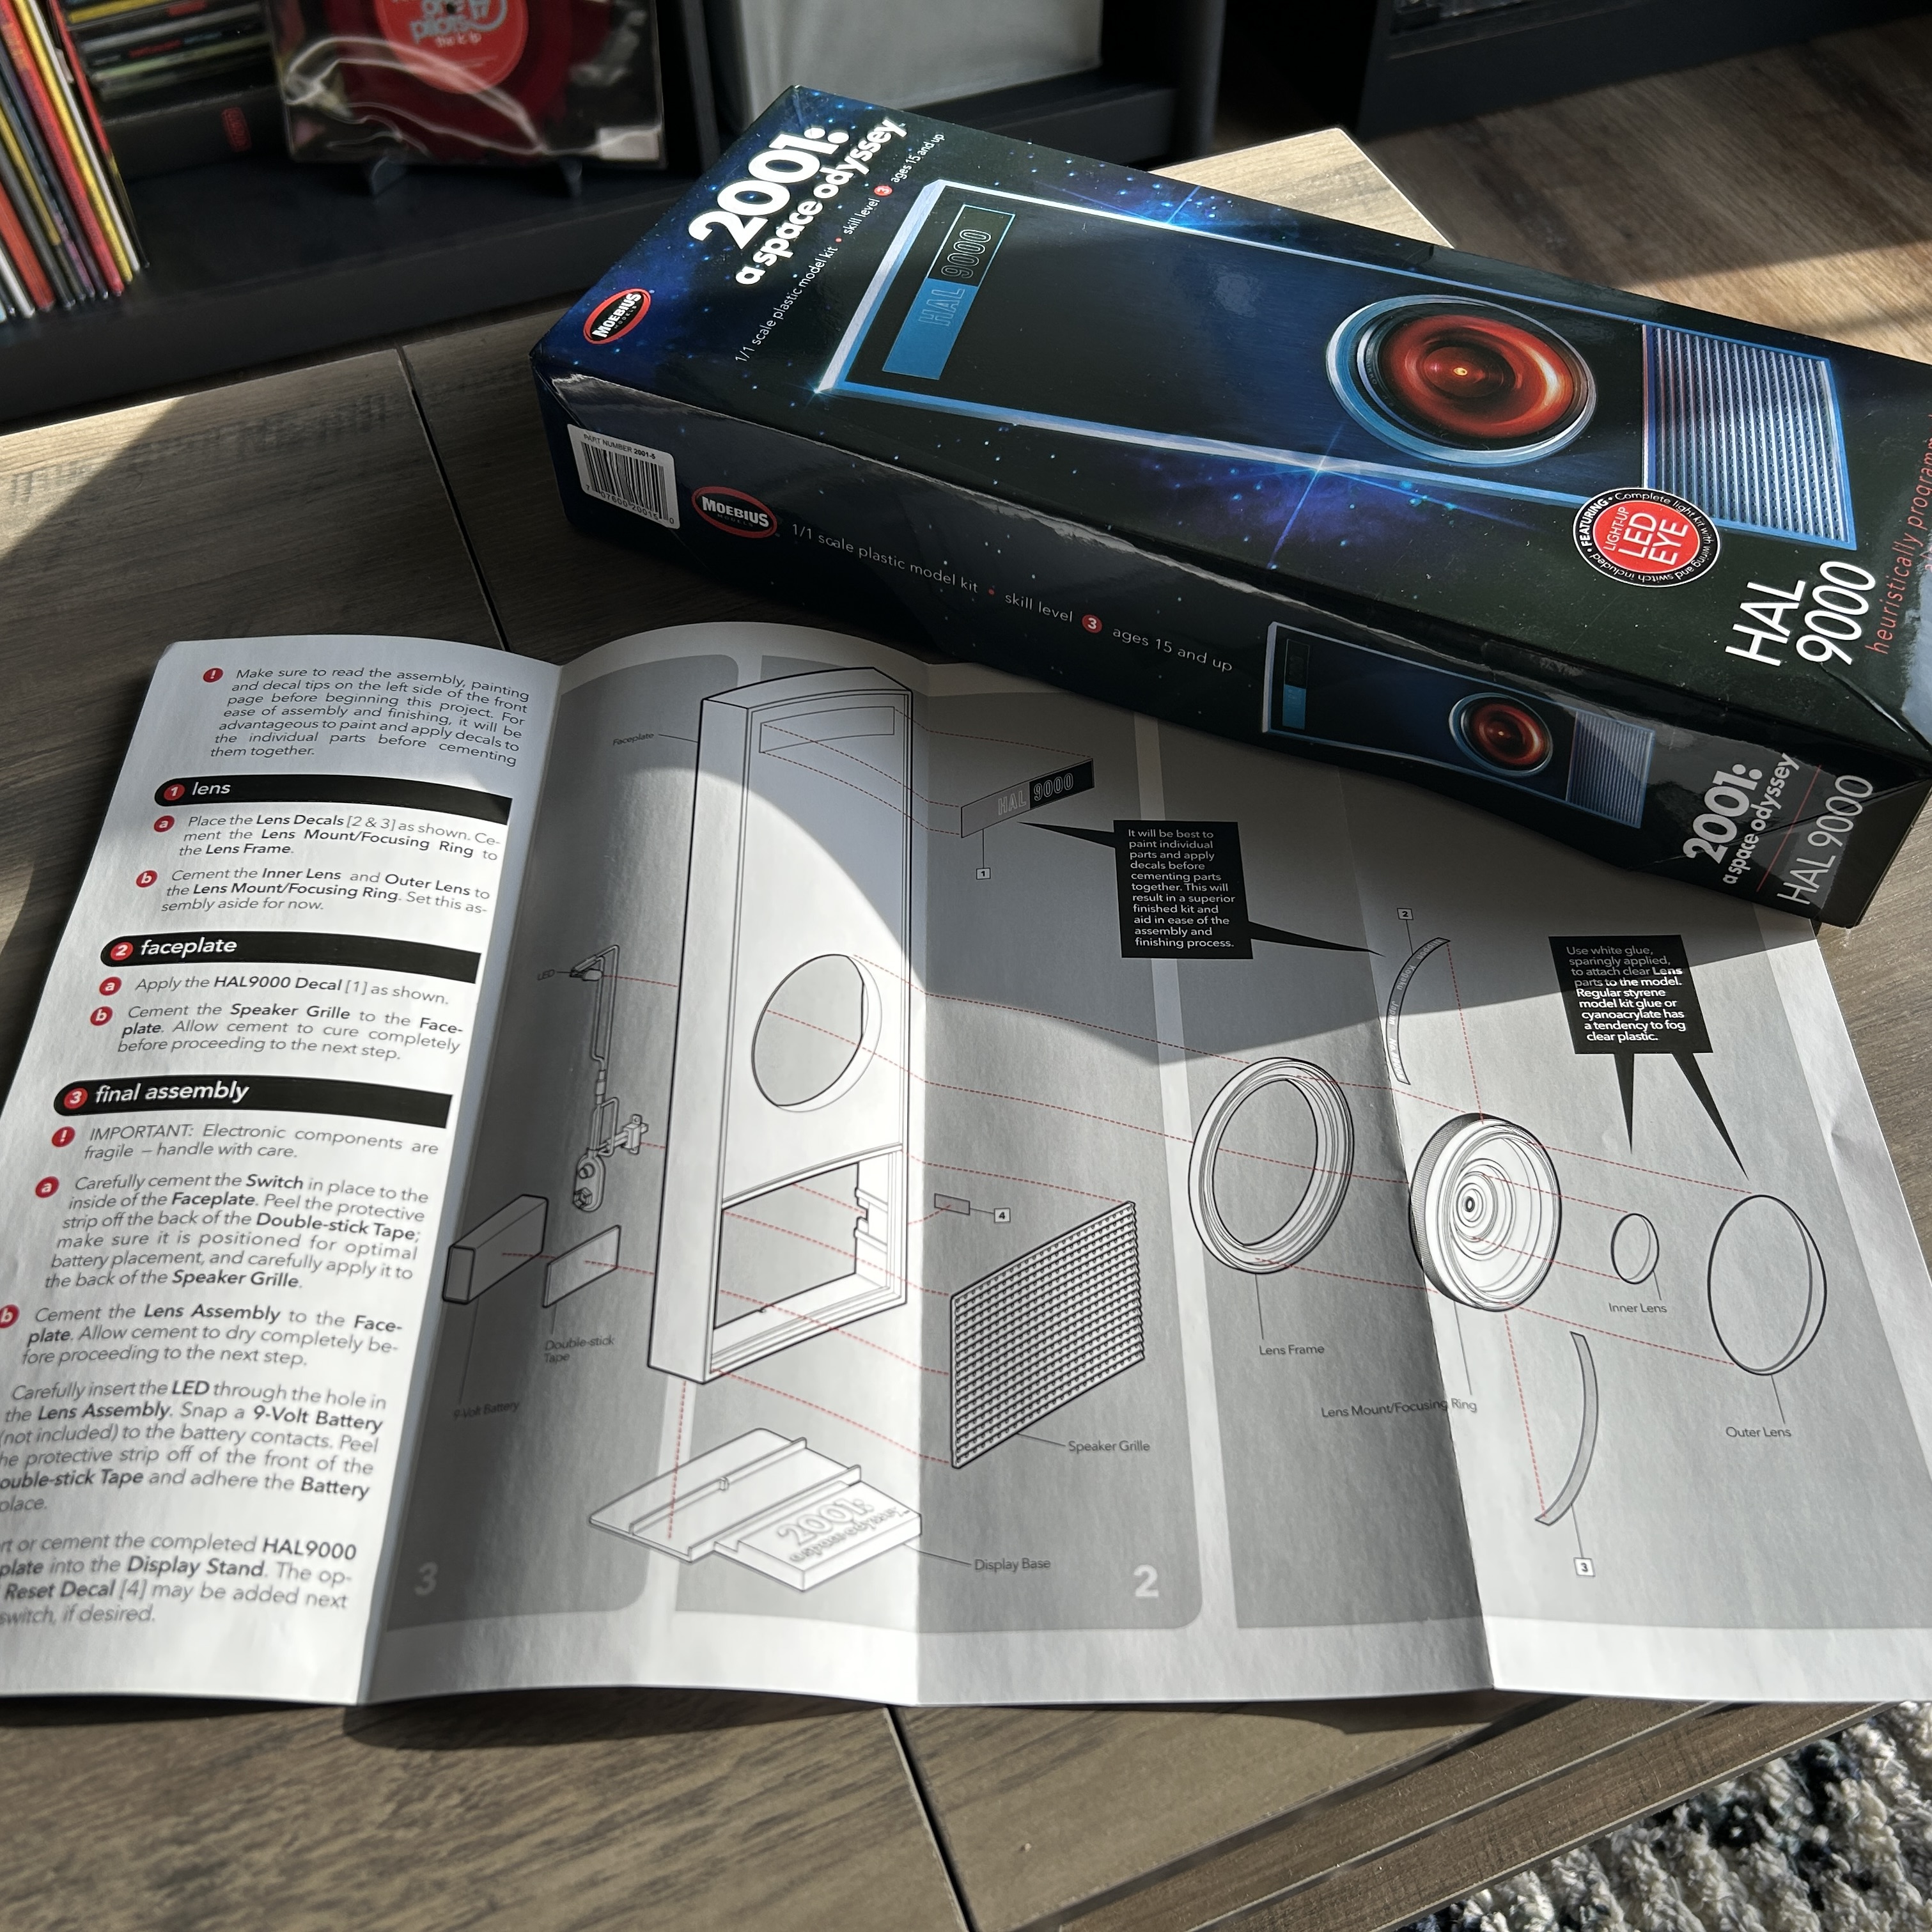 pilots
2001:
a space odyssey
1/1 scale plastic model kit • skill level 3 ages 15 and up
MOEBIUS
MODELS
HAL 9000
FEATURING
LIGHT-UP
LED
EYE
Complete light kit with wiring and switch included
HAL
9000
heuristically
PART NUMBER 2001-5
MOEBIUS
MODELS
1/1 scale plastic model kit • skill level 3 ages 15 and up
2001:
a space odyssey
HAL 9000
! Make sure to read the assembly, painting
and decal tips on the left side of the front
page before beginning this project. For
ease of assembly and finishing, it will be
advantageous to paint and apply decals to
the individual parts before cementing
them together.
1 lens
a Place the Lens Decals [2 & 3] as shown. Ce-
ment the Lens Mount/Focusing Ring to
the Lens Frame.
b Cement the Inner Lens and Outer Lens to
the Lens Mount/Focusing Ring. Set this as-
sembly aside for now.
2 faceplate
a Apply the HAL9000 Decal [1] as shown.
b Cement the Speaker Grille to the Face-
plate. Allow cement to cure completely
before proceeding to the next step.
3 final assembly
! IMPORTANT: Electronic components are
fragile – handle with care.
a Carefully cement the Switch in place to the
inside of the Faceplate. Peel the protective
strip off the back of the Double-stick Tape;
make sure it is positioned for optimal
battery placement, and carefully apply it to
the back of the Speaker Grille.
b Cement the Lens Assembly to the Face-
plate. Allow cement to dry completely be-
fore proceeding to the next step.
Carefully insert the LED through the hole in
the Lens Assembly. Snap a 9-Volt Battery
(not included) to the battery contacts. Peel
he protective strip off of the front of the
ouble-stick Tape and adhere the Battery
place.
rt or cement the completed HAL9000
plate into the Display Stand. The op-
Reset Decal [4] may be added next
switch, if desired.
Faceplate
HAL 9000
1
It will be best to
paint individual
parts and apply
decals before
cementing parts
together. This will
result in a superior
finished kit and
aid in ease of the
assembly and
finishing process.
2
Use white glue,
sparingly applied,
to attach clear Lens
parts to the model.
Regular styrene
model kit glue or
cyanoacrylate has
a tendency to fog
clear plastic.
LED
4
Double-stick
Tape
9-Volt Battery
Inner Lens
Lens Frame
Lens Mount/Focusing Ring
Outer Lens
Speaker Grille
2001:
a space odyssey
Display Base
3
3
2